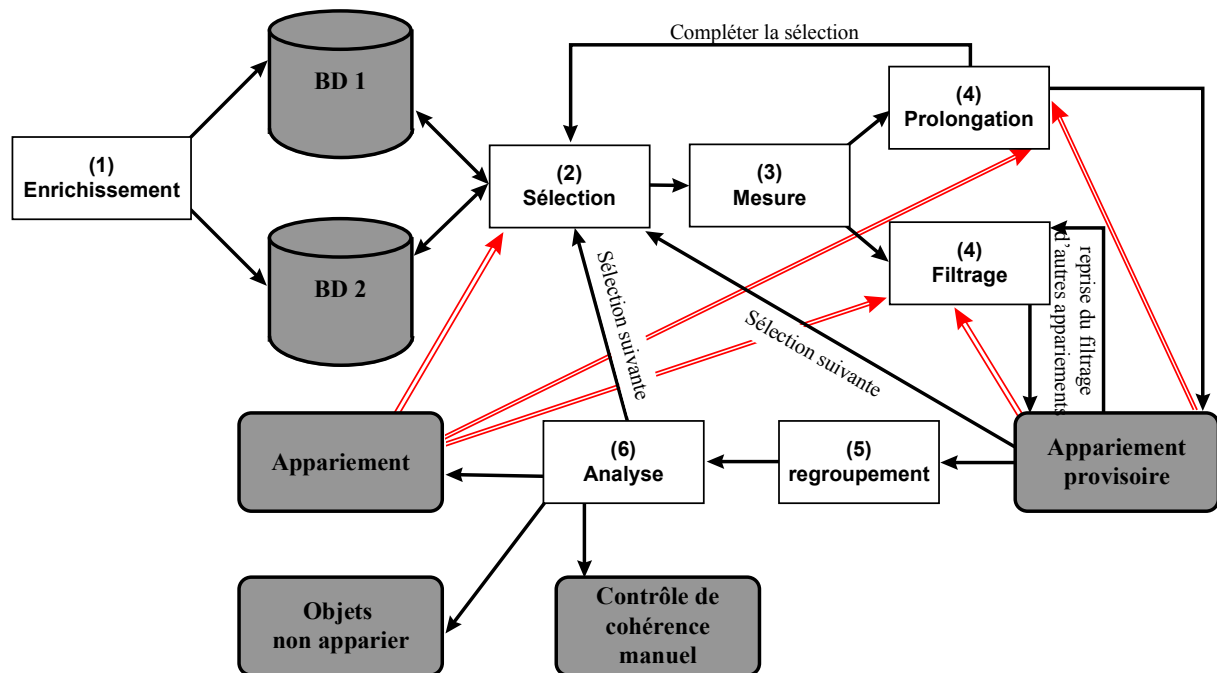 Compléter la sélection
BD 1
(4)
Prolongation
(1)
Enrichissement
(2)
Sélection
(3)
Mesure
BD 2
(4)
Filtrage
reprise du filtrage
d'autres appariements
Sélection suivante
Sélection suivante
Appariement
(6)
Analyse
(5)
regroupement
Appariement
provisoire
Objets
non apparier
Contrôle de
cohérence
manuel